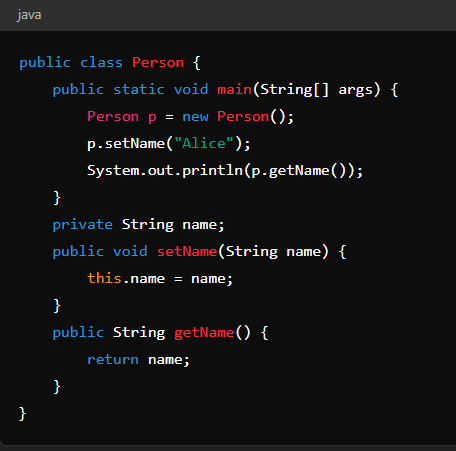 java
public class Person {
    public static void main(String[] args) {
        Person p = new Person();
        p.setName("Alice");
        System.out.println(p.getName());
    }
    private String name;
    public void setName(String name) {
        this.name = name;
    }
    public String getName() {
        return name;
    }
}